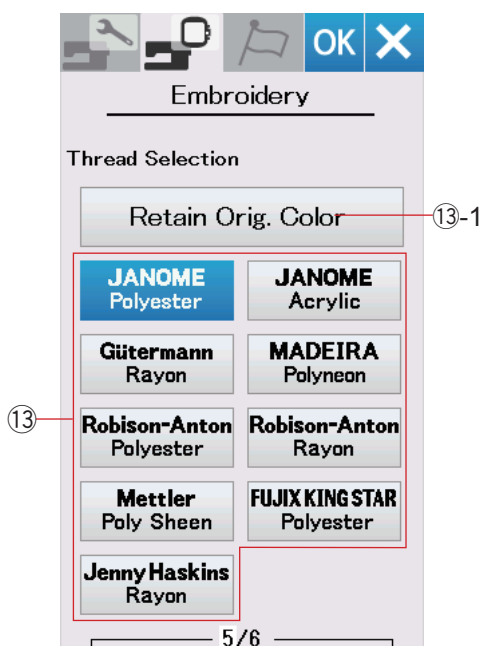 OK
Embroidery
Thread Selection
Retain Orig. Color
⑬-1
JANOME
Polyester
JANOME
Acrylic
Gütermann
Rayon
MADEIRA
Polyneon
⑬
Robison-Anton
Polyester
Robison-Anton
Rayon
Mettler
Poly Sheen
FUJIX KING STAR
Polyester
Jenny Haskins
Rayon
5/6